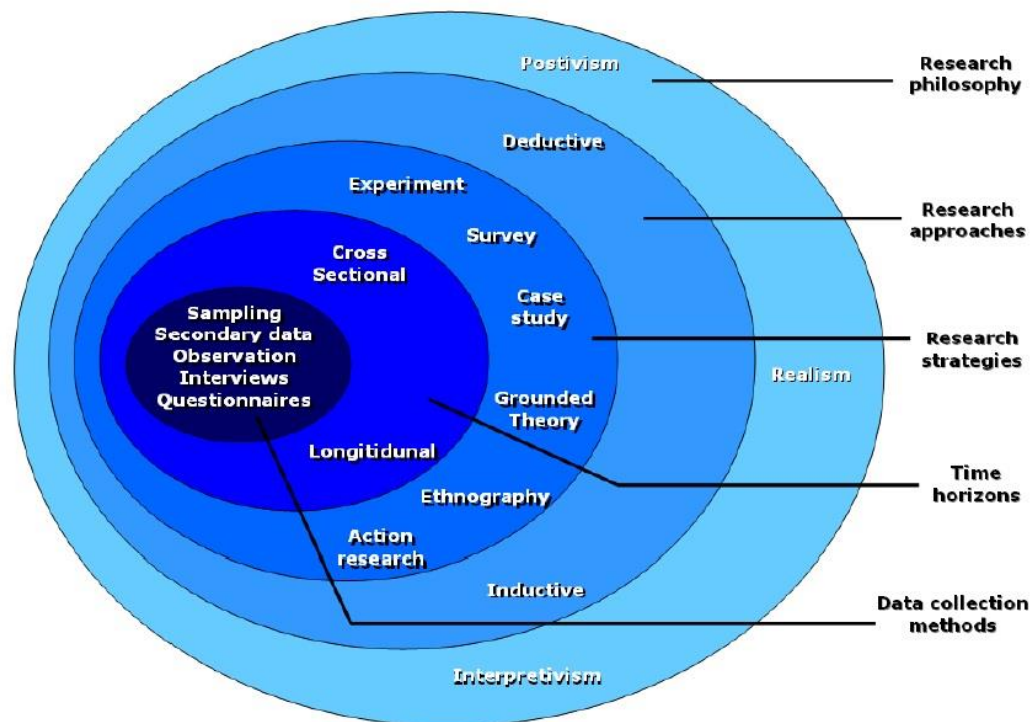 Postivism
Deductive
Experiment
Survey
Cross
Sectional
Case
study
Sampling
Secondary data
Observation
Interviews
Questionnaires
Realism
Grounded
Theory
Longitidunal
Ethnography
Action
research
Inductive
Interpretivism
Research
philosophy
Research
approaches
Research
strategies
Time
horizons
Data collection
methods